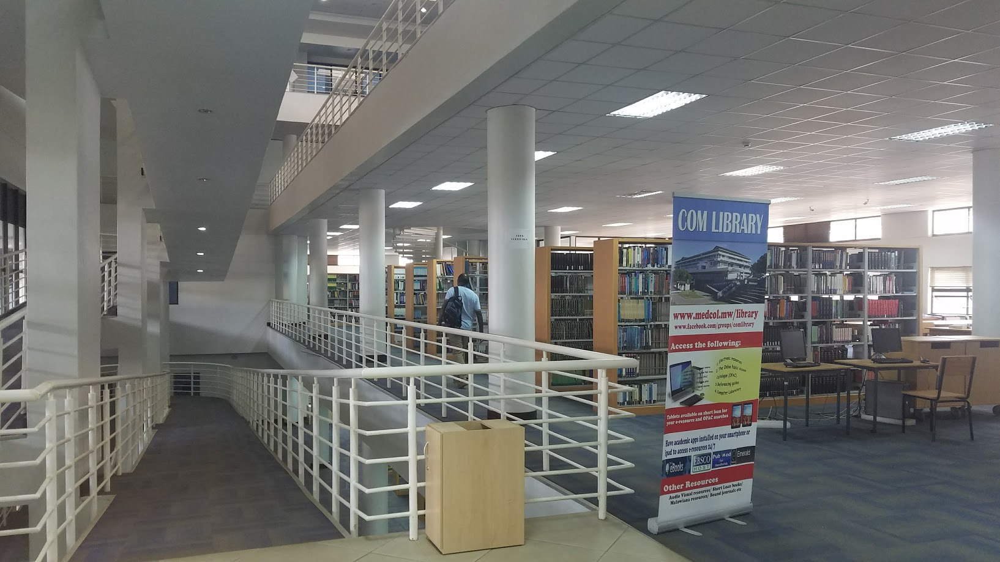 OPEN
COLLECTION
COM LIBRARY
www.medcol.mw/library
www.facebook.com/groups/comlibrary
Access the following:
1. Electronic resources
2. The Online Public Access
Catalogue (OPAC)
3. Referencing guides
4. Computer Laboratory
Tablets available on short loan for
your e-resource and OPAC searches
Have academic apps installed on your smartphone or
ipad to access e-resources 24/7
eBooks
EBSCO
HOST
Pub Med
for
Handhelds
Emerald
Other Resources
Audio Visual resources/ Short Loan books/
Malawiana resources/ Bound journals etc